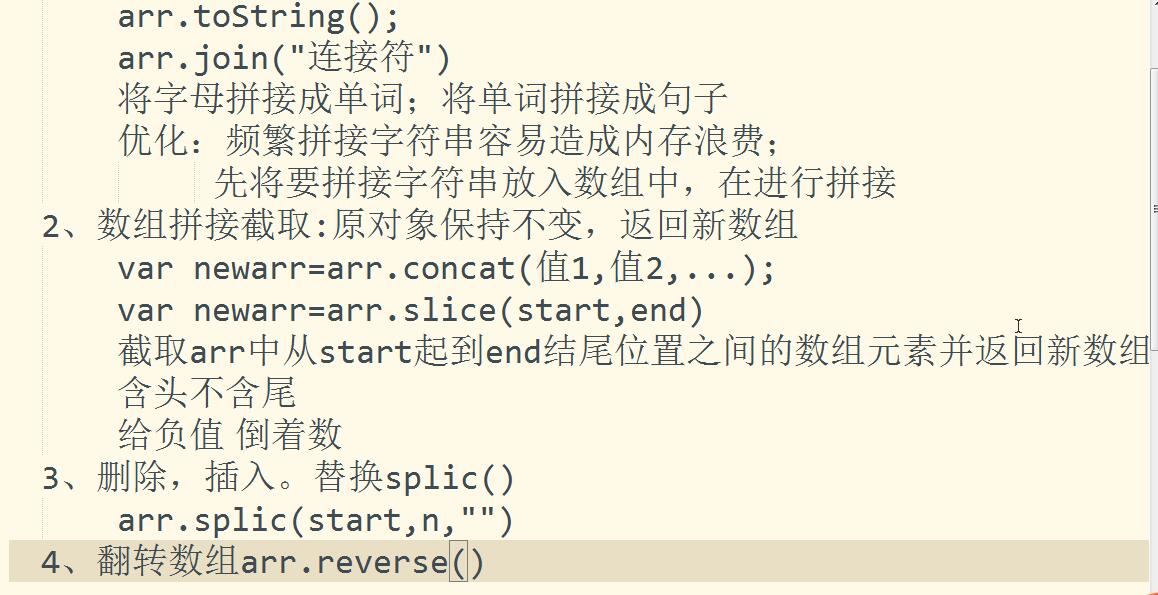 arr.toString();
arr.join("连接符")
将字母拼接成单词；将单词拼接成句子
优化：频繁拼接字符串容易造成内存浪费；
先将要拼接字符串放入数组中，在进行拼接
2、数组拼接截取:原对象保持不变，返回新数组
var newarr=arr.concat(值1,值2,...);
var newarr=arr.slice(start,end)
截取arr中从start起到end结尾位置之间的数组元素并返回新数组
含头不含尾
给负值 倒着数
3、删除，插入。替换splic()
arr.splic(start,n,"")
4、翻转数组arr.reverse()